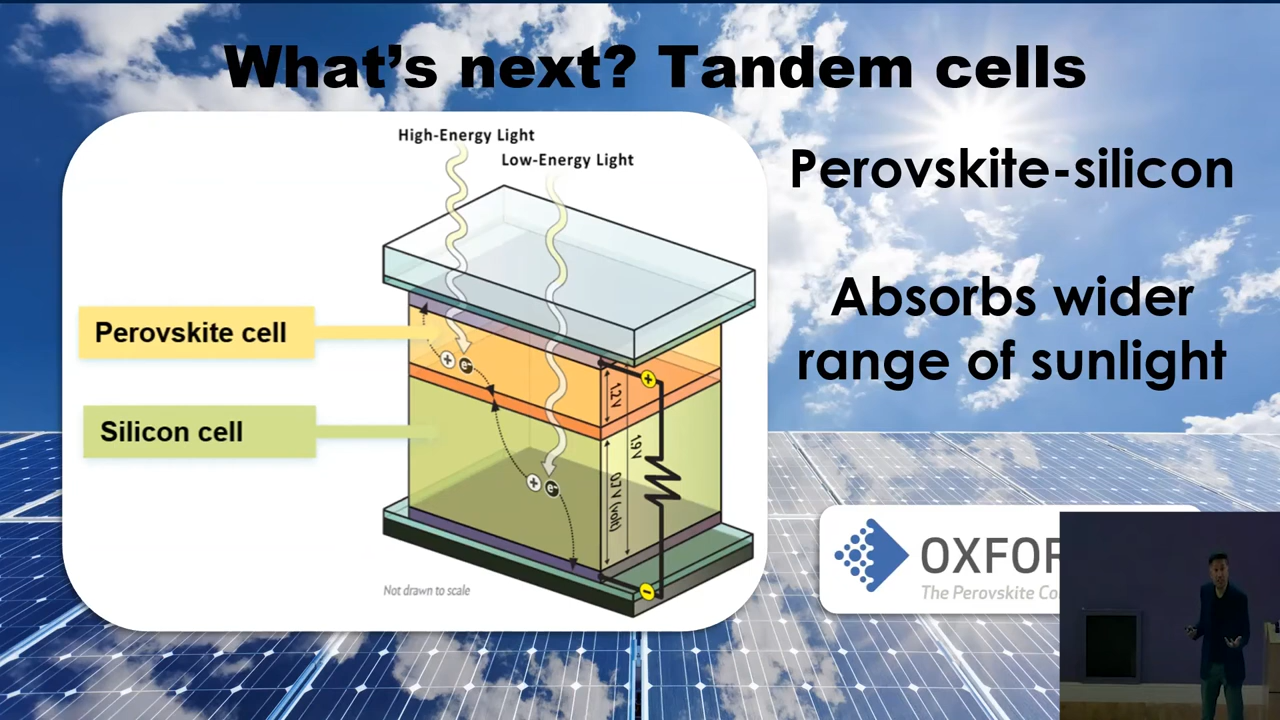 What's next? Tandem cells
High-Energy Light
Low-Energy Light
Perovskite-silicon
Absorbs wider
range of sunlight
Perovskite cell
Silicon cell
+ e-
+ e-
+
1.2V
1.9V
0.7V (volt)
-
Not drawn to scale
OXFOR
The Perovskite Co